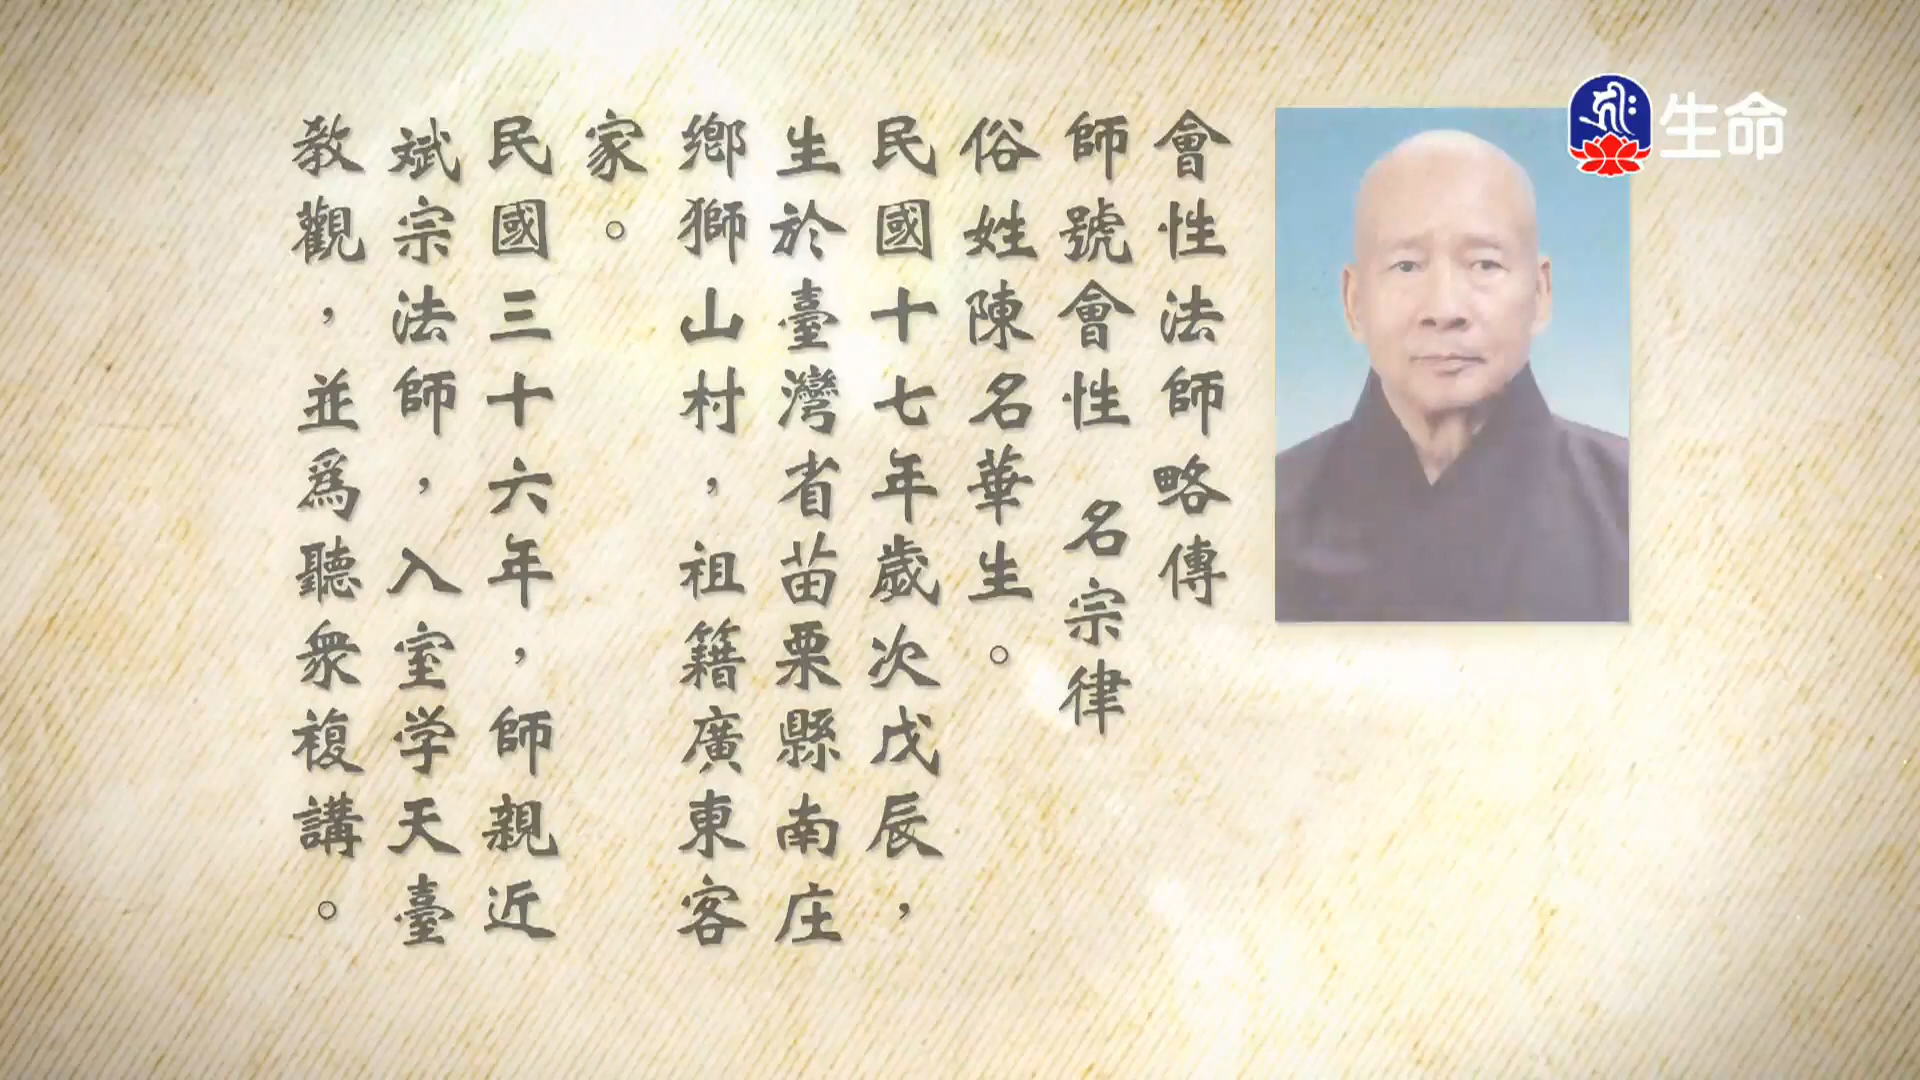 會性法師略傳
師號會性 名宗律
俗姓陳名華生。
民國十七年歲次戊辰，
生於臺灣省苗栗縣南庄
鄉獅山村，祖籍廣東客
家。
民國三十六年，師親近
斌宗法師，入室学天臺
教觀，並為聽眾複講。
生命